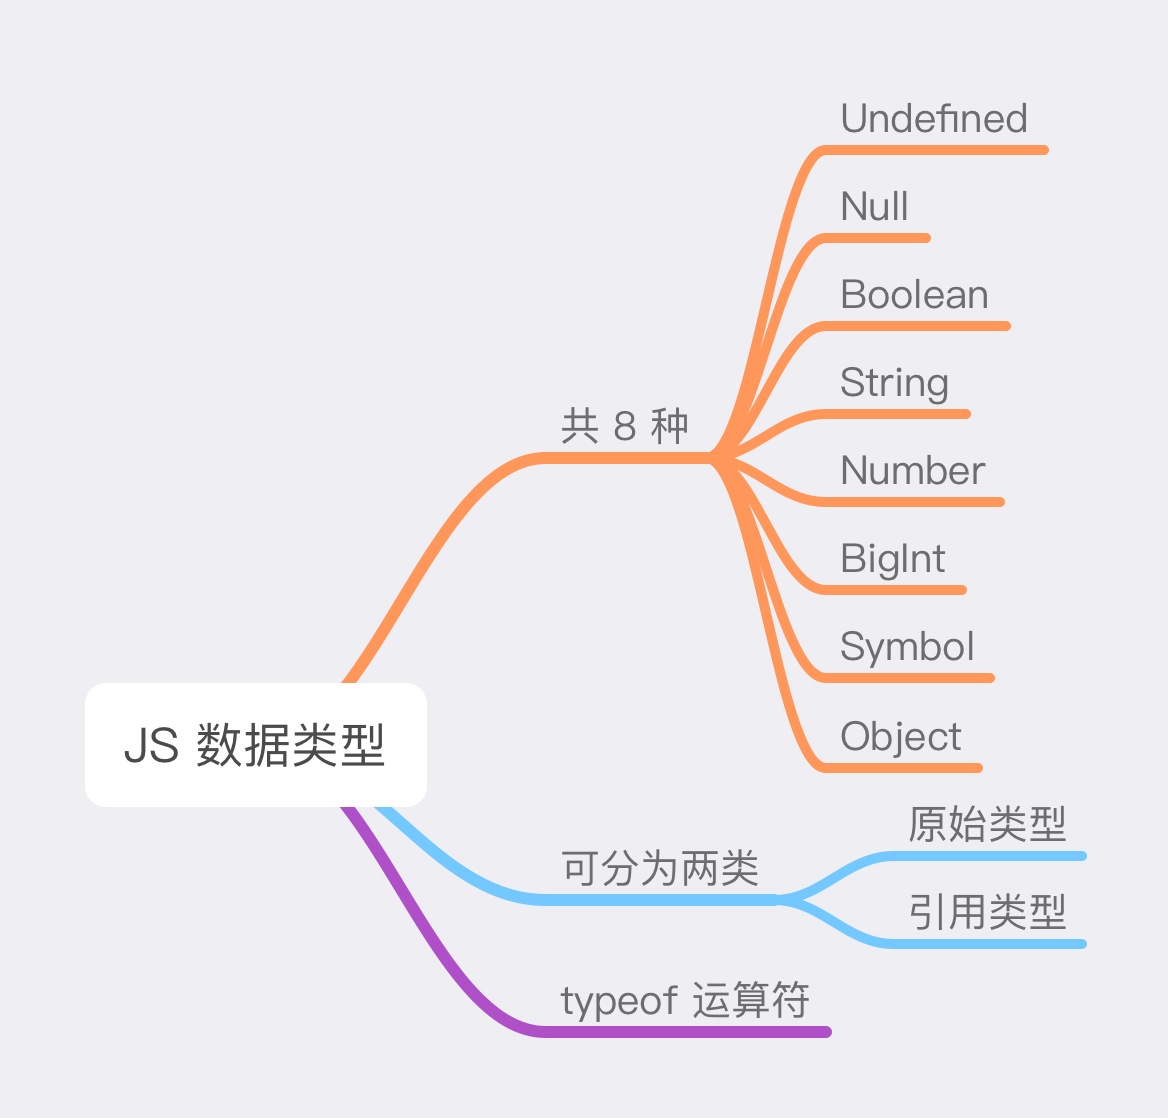 JS 数据类型
共 8 种
Undefined
Null
Boolean
String
Number
BigInt
Symbol
Object
可分为两类
原始类型
引用类型
typeof 运算符